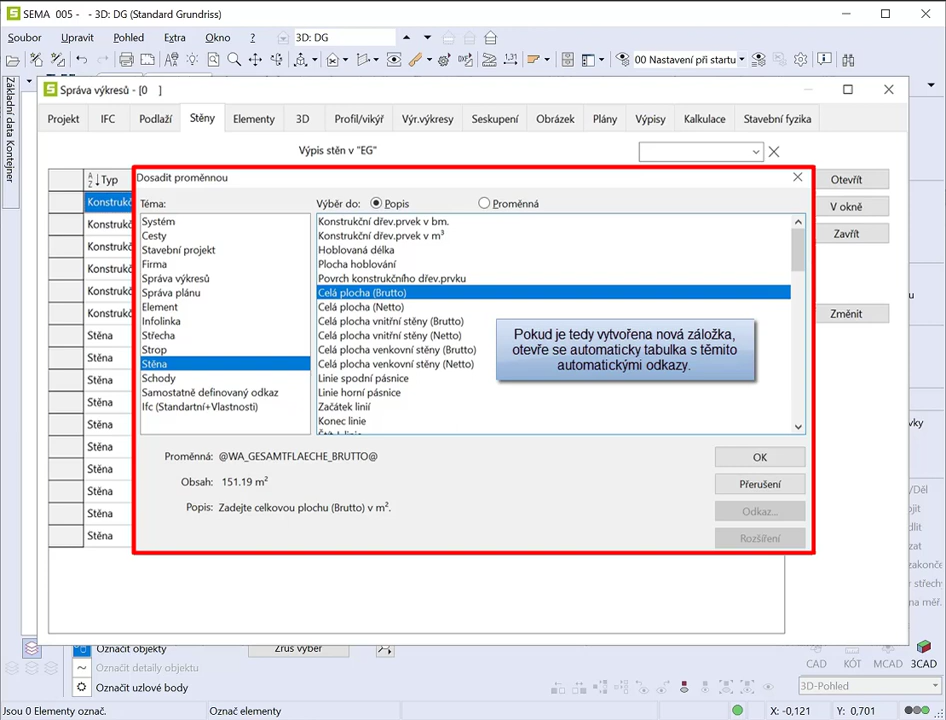 SEMA 005 - - 3D: DG (Standard Grundriss)
Soubor Upravit Pohled Extra Okno ? 3D: DG
00 Nastavení při startu
Základní data Kontejner
Správa výkresů - [0 ]
Projekt IFC Podlaží Stěny Elementy 3D Profil/vikýř Výr.výkresy Seskupení Obrázek Plány Výpisy Kalkulace Stavební fyzika
Výpis stěn v "EG"
Typ
Konstrukč
Konstrukč
Konstrukč
Konstrukč
Konstrukč
Konstrukč
Stěna
Stěna
Stěna
Stěna
Stěna
Stěna
Stěna
Stěna
Stěna
Stěna
Otevřít
V okně
Zavřít
Změnit
Dosadit proměnnou
Téma:
Výběr do: Popis Proměnná
Systém
Cesty
Stavební projekt
Firma
Správa výkresů
Správa plánu
Element
Infolinka
Střecha
Strop
Stěna
Schody
Samostatně definovaný odkaz
Ifc (Standartní+Vlastnosti)
Konstrukční dřev.prvek v bm.
Konstrukční dřev.prvek v m³
Hoblovaná délka
Plocha hoblování
Povrch konstrukčního dřev.prvku
Celá plocha (Brutto)
Celá plocha (Netto)
Celá plocha vnitřní stěny (Brutto)
Celá plocha vnitřní stěny (Netto)
Celá plocha venkovní stěny (Brutto)
Celá plocha venkovní stěny (Netto)
Linie spodní pásnice
Linie horní pásnice
Začátek linií
Konec linie
Pokud je tedy vytvořena nová záložka,
otevře se automaticky tabulka s těmito
automatickými odkazy.
Proměnná: @WA_GESAMTFLAECHE_BRUTTO@
Obsah: 151.19 m²
Popis: Zadejte celkovou plochu (Brutto) v m².
OK
Přerušení
Odkaz...
Rozšíření
Označit objekty
Zruš výběr
Označit detaily objektu
Označit uzlové body
CAD KÓT MCAD 3CAD
3D-Pohled
Jsou 0 Elementy označ. Označ elementy X: -0,121 Y: 0,701